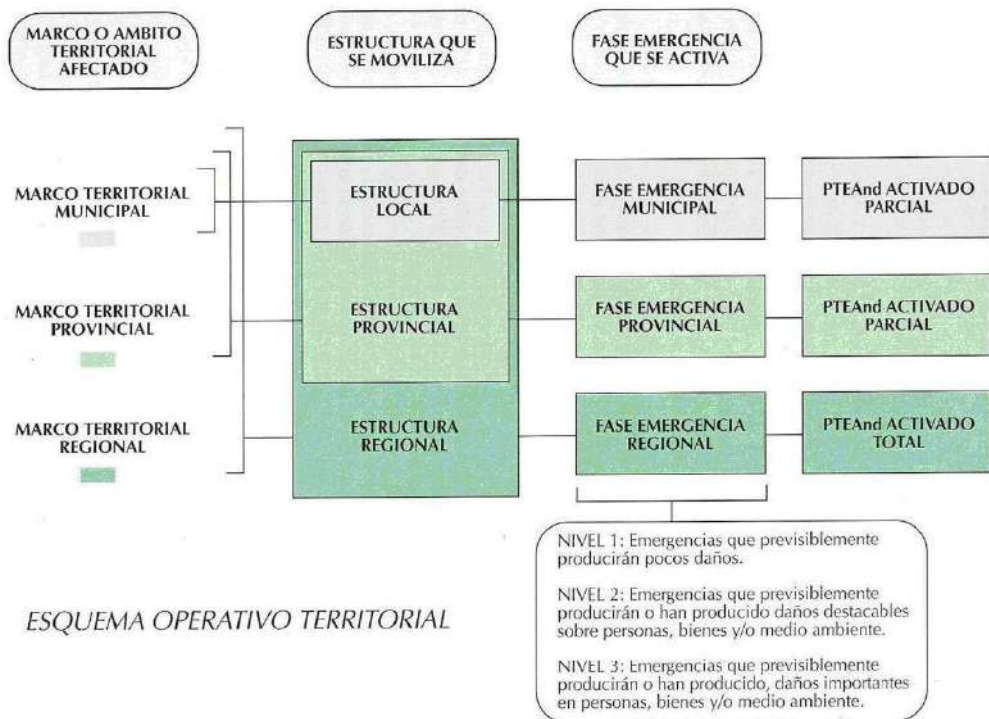 MARCO O AMBITO
TERRITORIAL
AFECTADO
ESTRUCTURA QUE
SE MOVILIZA
FASE EMERGENCIA
QUE SE ACTIVA
MARCO TERRITORIAL
MUNICIPAL
ESTRUCTURA
LOCAL
FASE EMERGENCIA
MUNICIPAL
PTEAnd ACTIVADO
PARCIAL
MARCO TERRITORIAL
PROVINCIAL
ESTRUCTURA
PROVINCIAL
FASE EMERGENCIA
PROVINCIAL
PTEAnd ACTIVADO
PARCIAL
MARCO TERRITORIAL
REGIONAL
ESTRUCTURA
REGIONAL
FASE EMERGENCIA
REGIONAL
PTEAnd ACTIVADO
TOTAL
NIVEL 1: Emergencias que previsiblemente
producirán pocos daños.
NIVEL 2: Emergencias que previsiblemente
producirán o han producido daños destacables
sobre personas, bienes y/o medio ambiente.
NIVEL 3: Emergencias que previsiblemente
producirán o han producido, daños importantes
en personas, bienes y/o medio ambiente.
ESQUEMA OPERATIVO TERRITORIAL